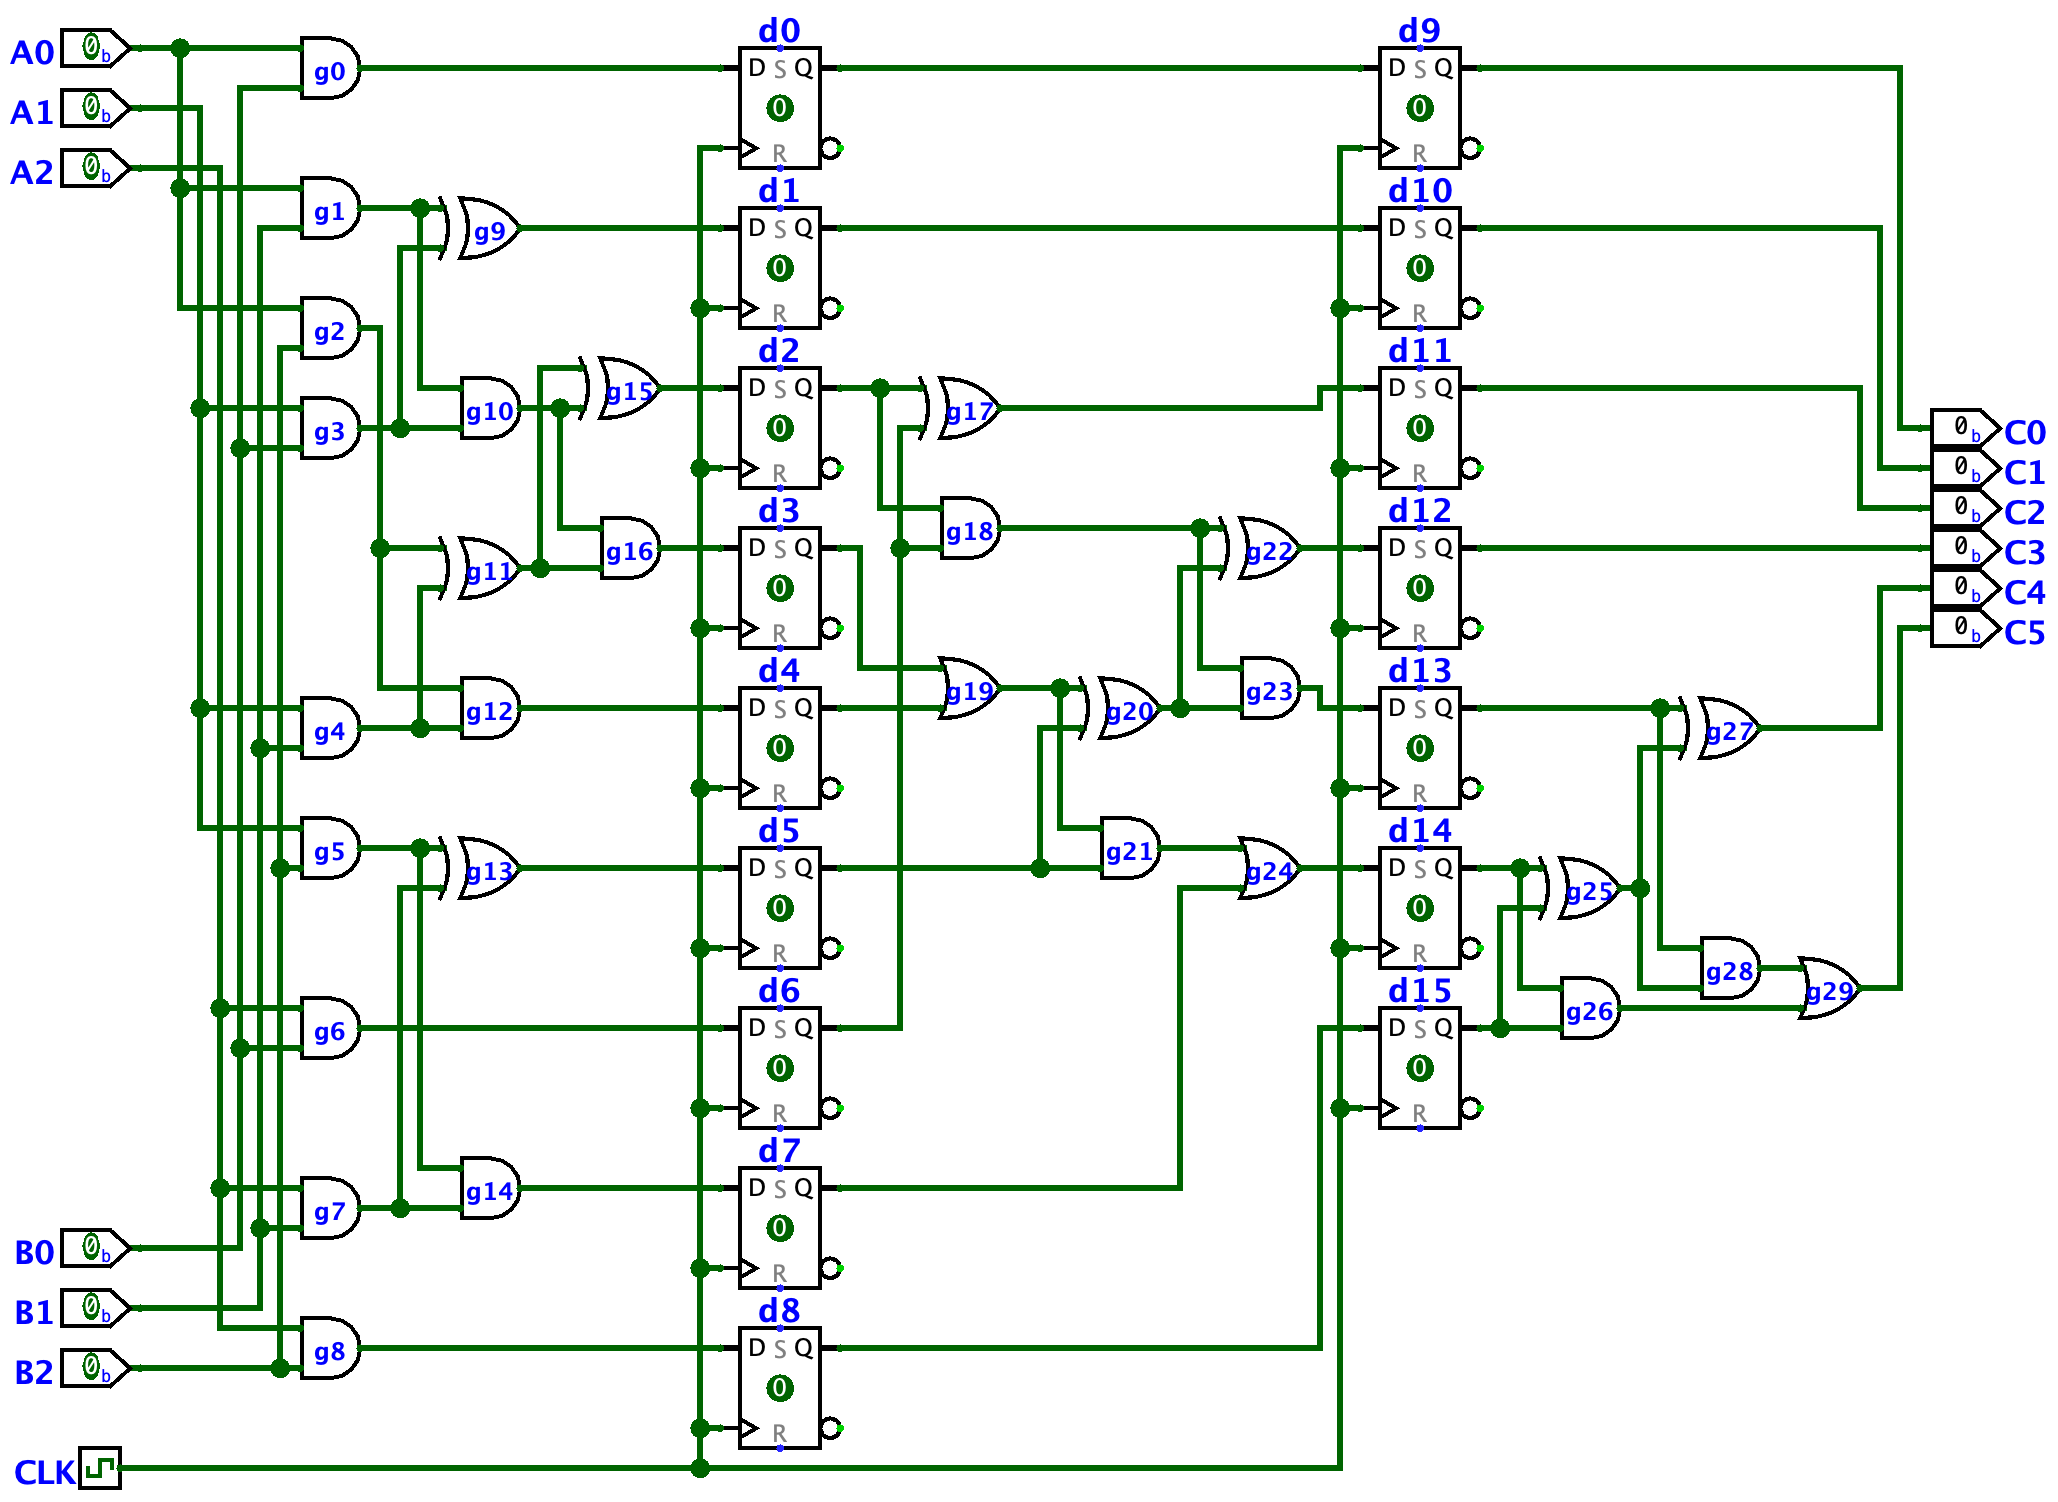 A0 0b
A1 0b
A2 0b
B0 0b
B1 0b
B2 0b
CLK
g0
g1
g2
g3
g4
g5
g6
g7
g8
g9
g10
g11
g12
g13
g14
g15
g16
d0
D S Q
0
R
d1
D S Q
0
R
d2
D S Q
0
R
d3
D S Q
0
R
d4
D S Q
0
R
d5
D S Q
0
R
d6
D S Q
0
R
d7
D S Q
0
R
d8
D S Q
0
R
g17
g18
g19
g20
g21
g22
g23
g24
d9
D S Q
0
R
d10
D S Q
0
R
d11
D S Q
0
R
d12
D S Q
0
R
d13
D S Q
0
R
d14
D S Q
0
R
d15
D S Q
0
R
g25
g26
g27
g28
g29
0b C0
0b C1
0b C2
0b C3
0b C4
0b C5